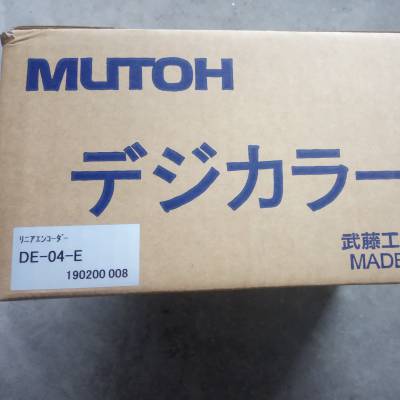 MUTOH
デジカラー
ﾘﾆｱｴﾝｺｰﾀﾞｰ
DE-04-E
190200 008
武藤工
MADE